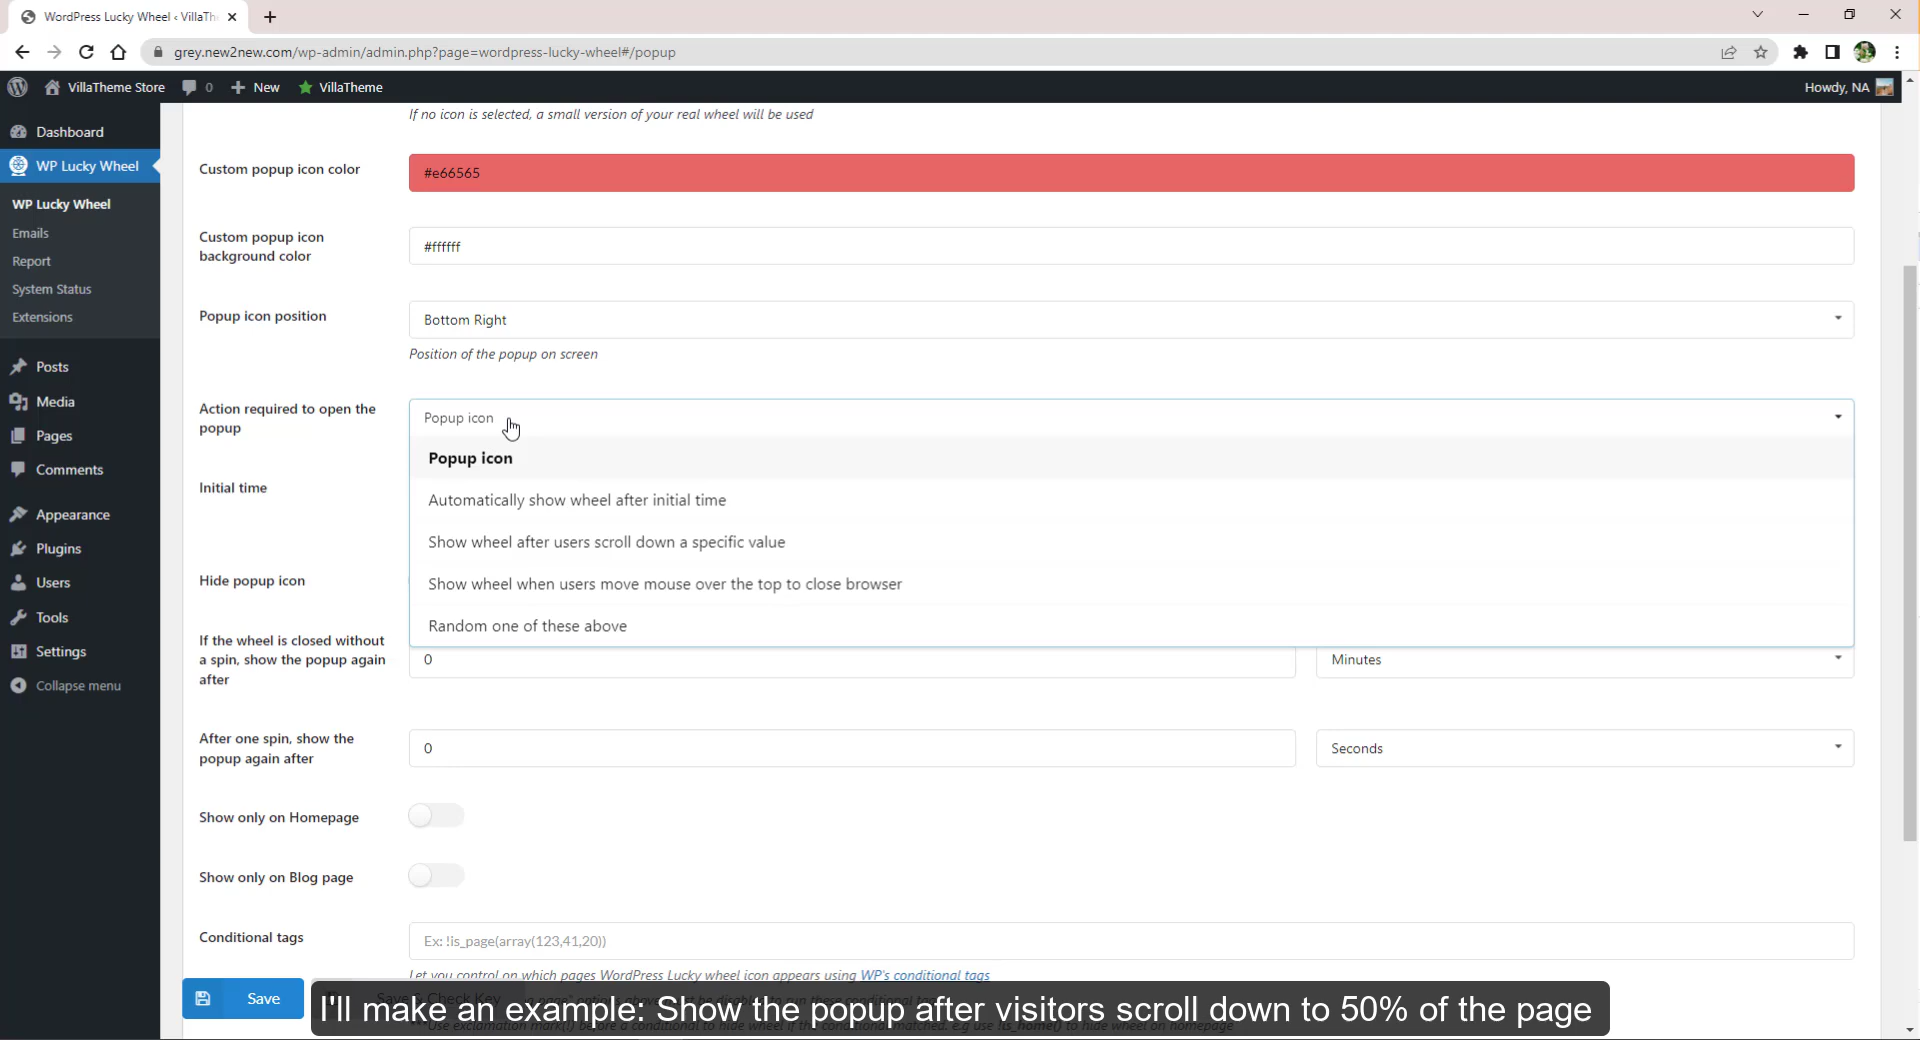 WordPress Lucky Wheel ‹ VillaTh
grey.new2new.com/wp-admin/admin.php?page=wordpress-lucky-wheel#/popup
VillaTheme Store
0
New
VillaTheme
Howdy, NA
Dashboard
WP Lucky Wheel
WP Lucky Wheel
Emails
Report
System Status
Extensions
Posts
Media
Pages
Comments
Appearance
Plugins
Users
Tools
Settings
Collapse menu
If no icon is selected, a small version of your real wheel will be used
Custom popup icon color
#e66565
Custom popup icon
background color
#ffffff
Popup icon position
Bottom Right
Position of the popup on screen
Action required to open the
popup
Popup icon
Popup icon
Automatically show wheel after initial time
Show wheel after users scroll down a specific value
Show wheel when users move mouse over the top to close browser
Random one of these above
Initial time
Hide popup icon
If the wheel is closed without
a spin, show the popup again
after
0
Minutes
After one spin, show the
popup again after
0
Seconds
Show only on Homepage
Show only on Blog page
Conditional tags
Ex: !is_page(array(123,41,20))
Let you control on which pages WordPress Lucky wheel icon appears using WP's conditional tags
Save
I'll make an example: Show the popup after visitors scroll down to 50% of the page